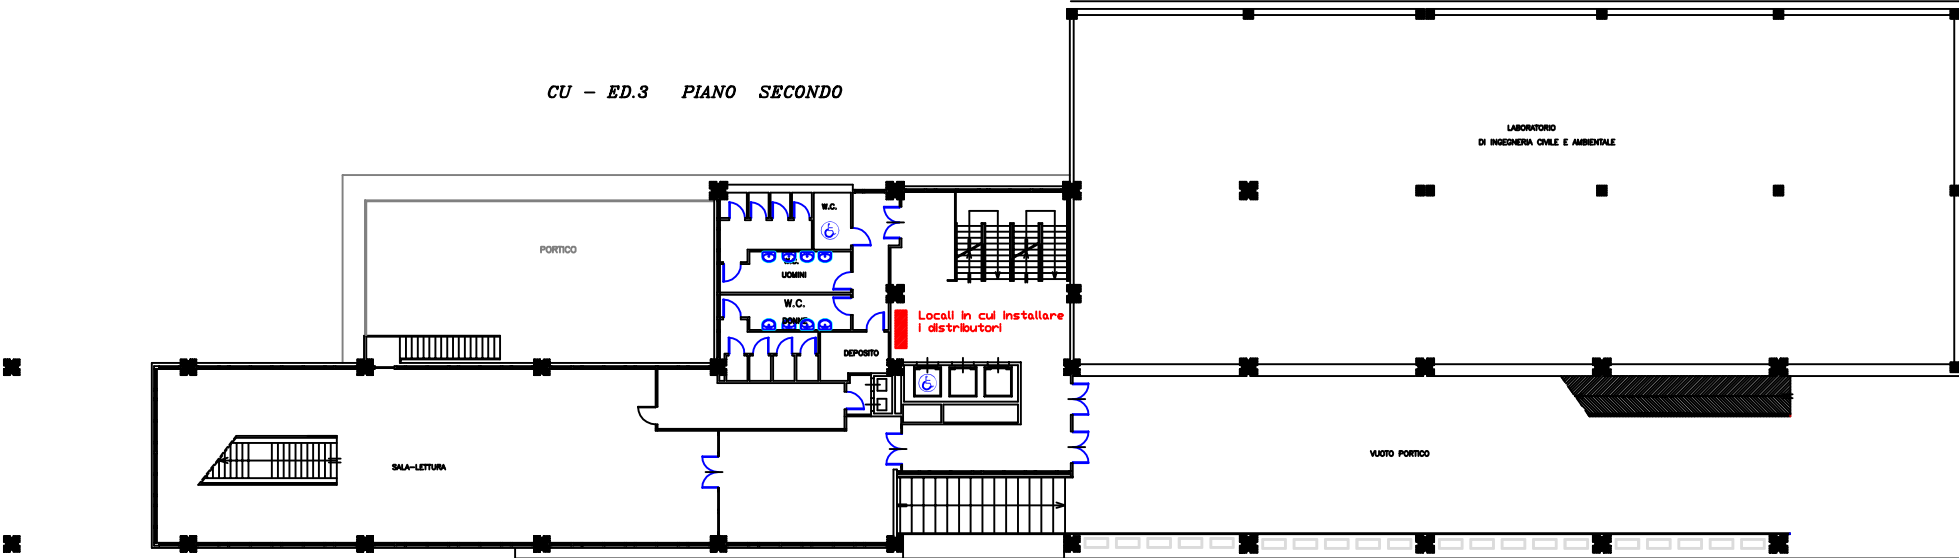 CU - ED.3 PIANO SECONDO
LABORATORIO
DI INGEGNERIA CIVILE E AMBIENTALE
W.C.
PORTICO
UOMINI
W.C.
DONNE
Locali in cui installare
i distributori
DEPOSITO
VUOTO PORTICO
SALA-LETTURA